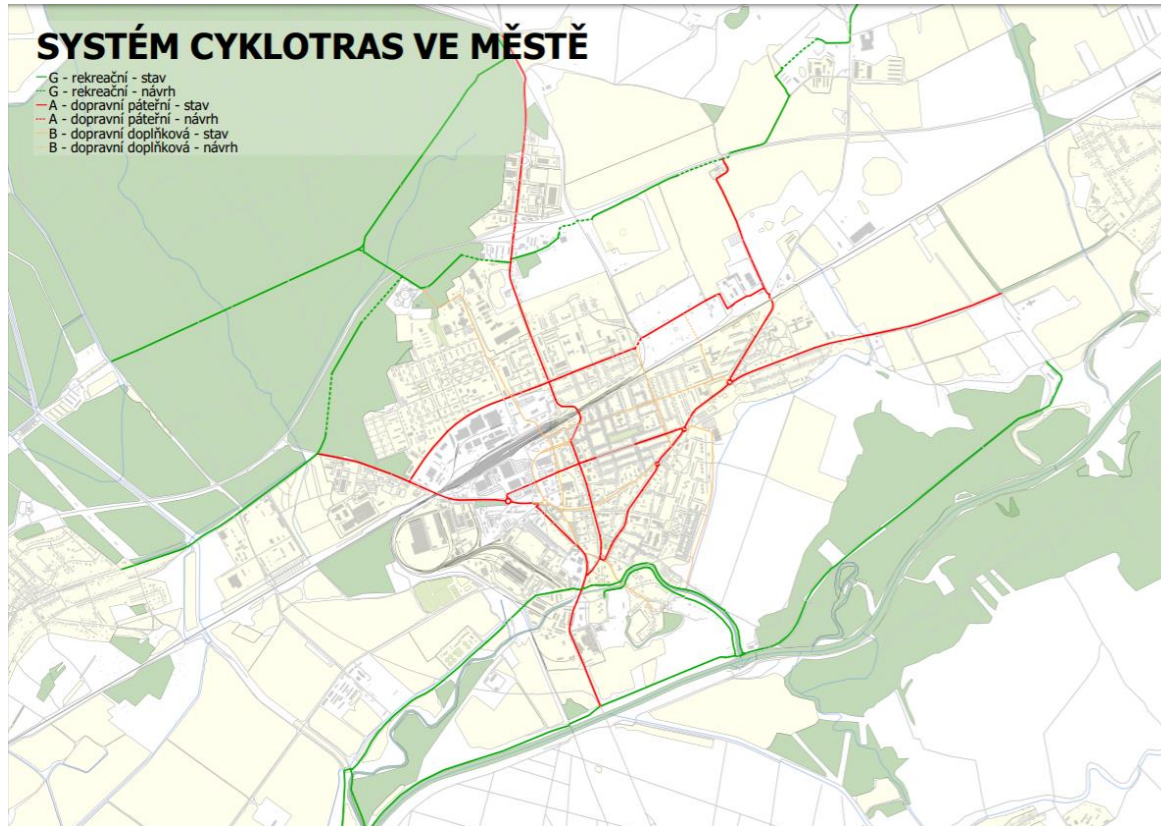 SYSTÉM CYKLOTRAS VE MĚSTĚ
G - rekreační - stav
G - rekreační - návrh
A - dopravní páteřní - stav
A - dopravní páteřní - návrh
B - dopravní doplňková - stav
B - dopravní doplňková - návrh